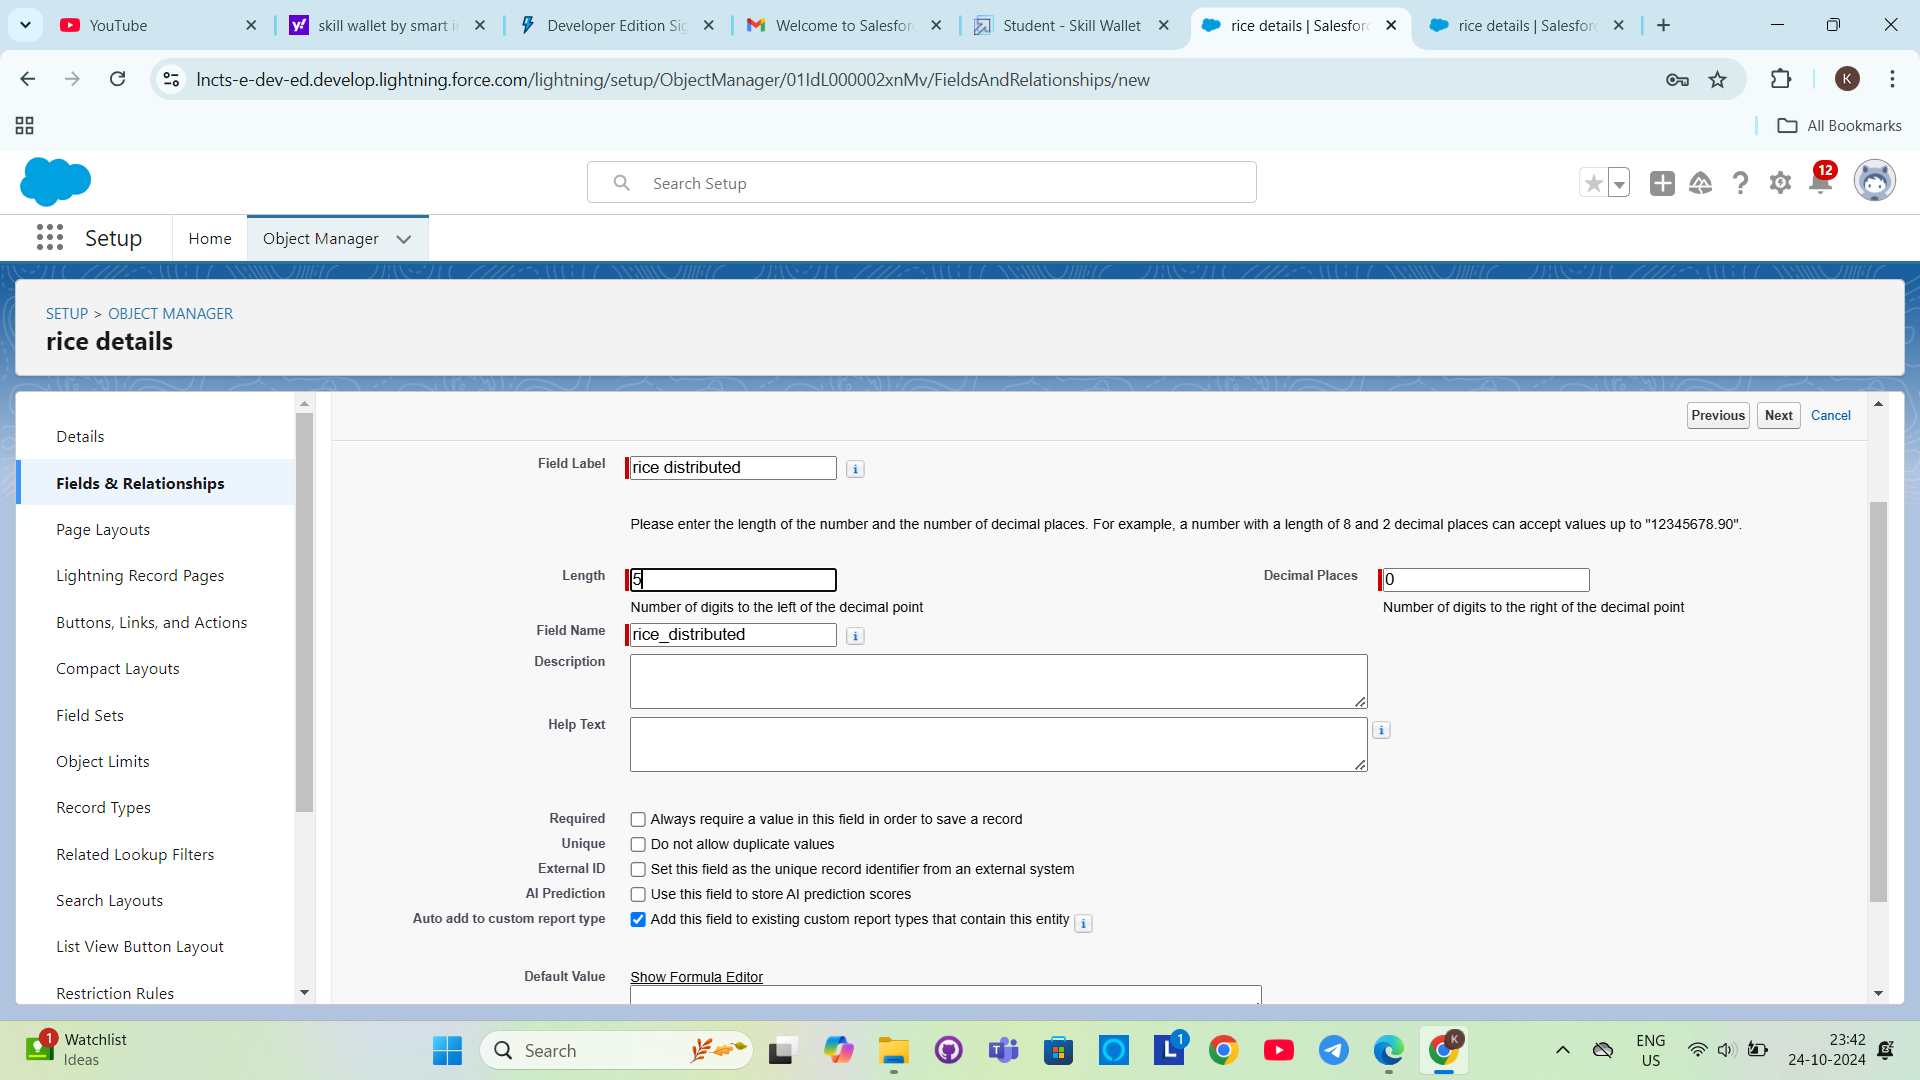 YouTube
skill wallet by smart in
Developer Edition Sig
Welcome to Salesforc
Student - Skill Wallet
rice details | Salesforc
rice details | Salesforc
lncts-e-dev-ed.develop.lightning.force.com/lightning/setup/ObjectManager/01IdL000002xnMv/FieldsAndRelationships/new
K
All Bookmarks
Search Setup
12
Setup
Home
Object Manager
SETUP > OBJECT MANAGER
rice details
Details
Fields & Relationships
Page Layouts
Lightning Record Pages
Buttons, Links, and Actions
Compact Layouts
Field Sets
Object Limits
Record Types
Related Lookup Filters
Search Layouts
List View Button Layout
Restriction Rules
Previous
Next
Cancel
Field Label
rice distributed
i
Please enter the length of the number and the number of decimal places. For example, a number with a length of 8 and 2 decimal places can accept values up to "12345678.90".
Length
5
Decimal Places
0
Number of digits to the left of the decimal point
Number of digits to the right of the decimal point
Field Name
rice_distributed
i
Description
Help Text
i
Required
Always require a value in this field in order to save a record
Unique
Do not allow duplicate values
External ID
Set this field as the unique record identifier from an external system
AI Prediction
Use this field to store AI prediction scores
Auto add to custom report type
Add this field to existing custom report types that contain this entity
i
Default Value
Show Formula Editor
1
Watchlist
Ideas
Search
L
1
K
ENG
US
23:42
24-10-2024